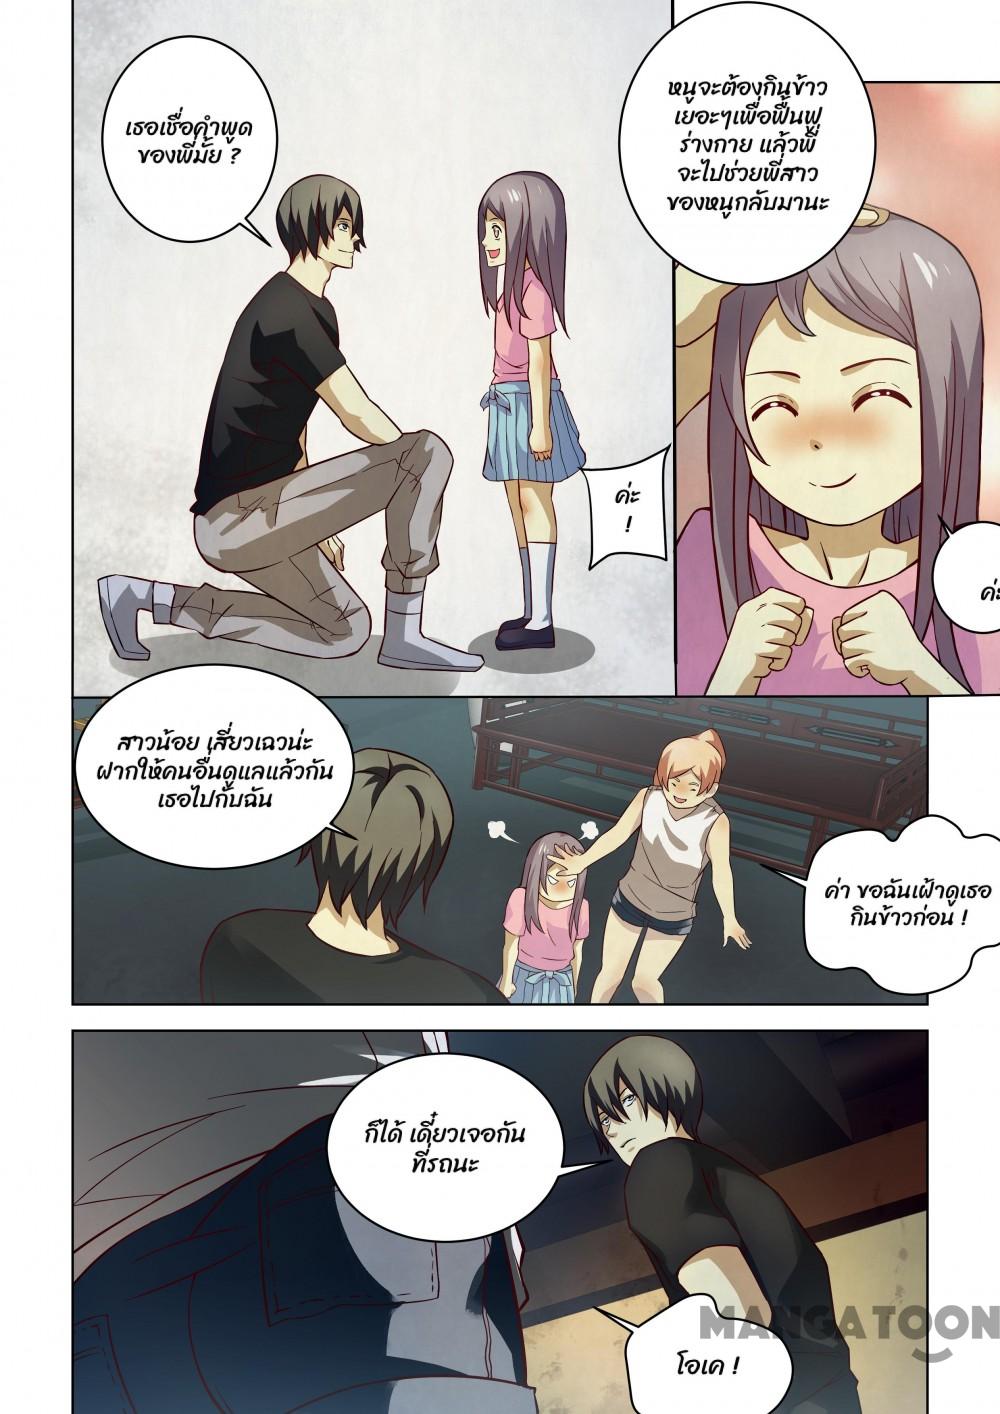 เธอเชื่อคำพูด
ของพี่มั้ย ?
ค่ะ
!
หนูจะต้องกินข้าว
เยอะๆเพื่อฟื้นฟู
ร่างกาย แล้วพี่
จะไปช่วยพี่สาว
ของหนูกลับมานะ
ค่ะ
สาวน้อย เสี่ยวเฉวน่ะ
ฝากให้คนอื่นดูแลแล้วกัน
เธอไปกับฉัน
ค่า ขอฉันเฝ้าดูเธอ
กินข้าวก่อน !
ก็ได้ เดี๋ยวเจอกัน
ที่รถนะ
โอเค !
MANGATOON